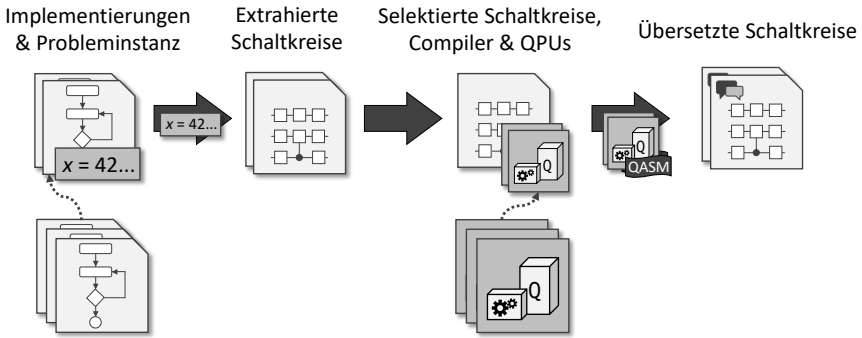 Implementierungen
& Probleminstanz
Extrahierte
Schaltkreise
Selektierte Schaltkreise,
Compiler & QPUs
Übersetzte Schaltkreise
x = 42...
x = 42...
Q
Q
QASM
Q